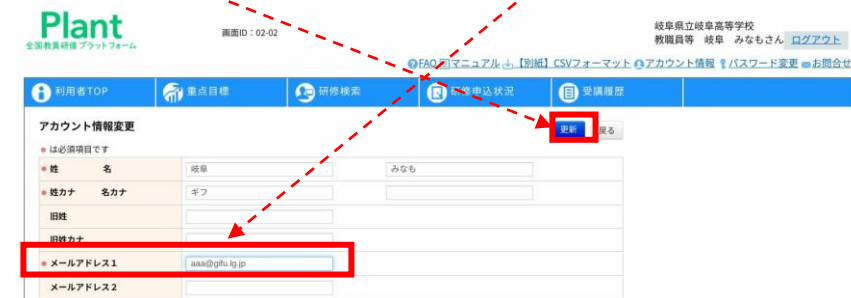 Plant
全国教員研修プラットフォーム
画面ID：02-02
岐阜県立岐阜高等学校
教職員等 岐阜 みなもさん ログアウト
FAQ マニュアル 【別紙】CSVフォーマット アカウント情報 パスワード変更 お問合せ
利用者TOP 重点目標 研修検索 研修申込状況 受講履歴
アカウント情報変更 更新 戻る
● は必須項目です
● 姓 名 岐阜 みなも
● 姓カナ 名カナ ギフ
旧姓
旧姓カナ
● メールアドレス1 aaa@gifu.lg.jp
メールアドレス2